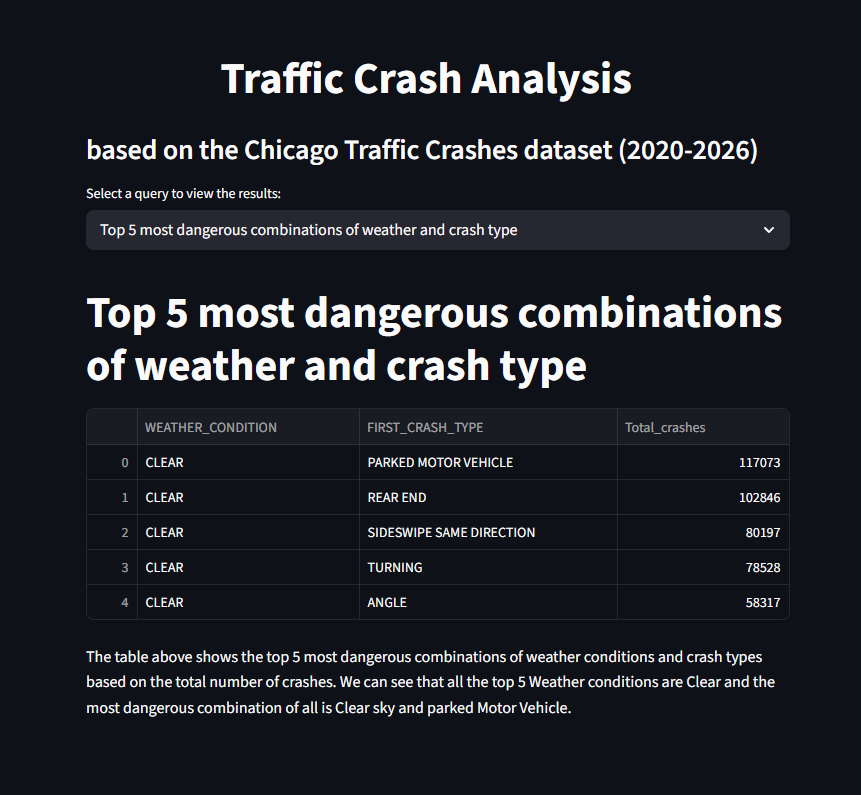 Traffic Crash Analysis
based on the Chicago Traffic Crashes dataset (2020-2026)
Select a query to view the results:
Top 5 most dangerous combinations of weather and crash type
Top 5 most dangerous combinations
of weather and crash type
WEATHER_CONDITION FIRST_CRASH_TYPE Total_crashes
0 CLEAR PARKED MOTOR VEHICLE 117073
1 CLEAR REAR END 102846
2 CLEAR SIDESWIPE SAME DIRECTION 80197
3 CLEAR TURNING 78528
4 CLEAR ANGLE 58317
The table above shows the top 5 most dangerous combinations of weather conditions and crash types
based on the total number of crashes. We can see that all the top 5 Weather conditions are Clear and the
most dangerous combination of all is Clear sky and parked Motor Vehicle.